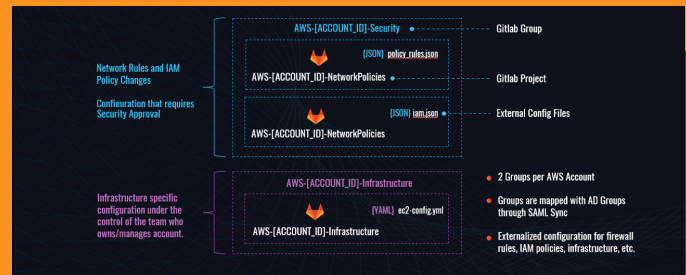 AWS-[ACCOUNT_ID]-Security
Gitlab Group
{JSON} policy_rules.json
AWS-[ACCOUNT_ID]-NetworkPolicies
Gitlab Project
Network Rules and IAM
Policy Changes
Configuration that requires
Security Approval
{JSON} iam.json
External Config Files
AWS-[ACCOUNT_ID]-NetworkPolicies
AWS-[ACCOUNT_ID]-Infrastructure
Infrastructure specific
configuration under the
control of the team who
owns/manages account.
{YAML} ec2-config.yml
AWS-[ACCOUNT_ID]-Infrastructure
2 Groups per AWS Account
Groups are mapped with AD Groups
through SAML Sync
Externalized configuration for firewall
rules, IAM policies, infrastructure, etc.